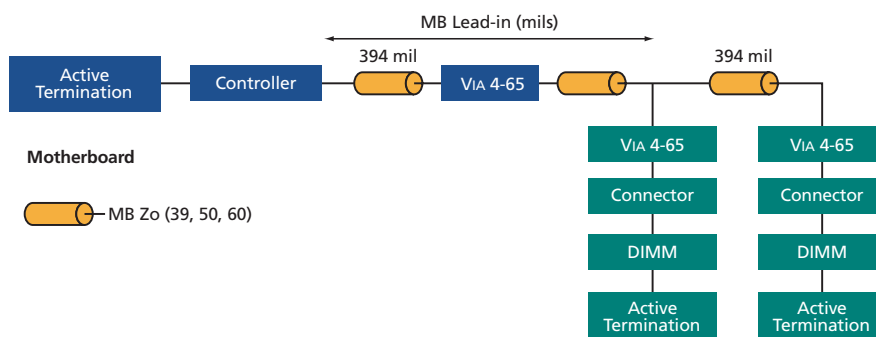 MB Lead-in (mils)
394 mil
394 mil
Active
Termination
Controller
VIA 4-65
Motherboard
MB Zo (39, 50, 60)
VIA 4-65
VIA 4-65
Connector
Connector
DIMM
DIMM
Active
Termination
Active
Termination